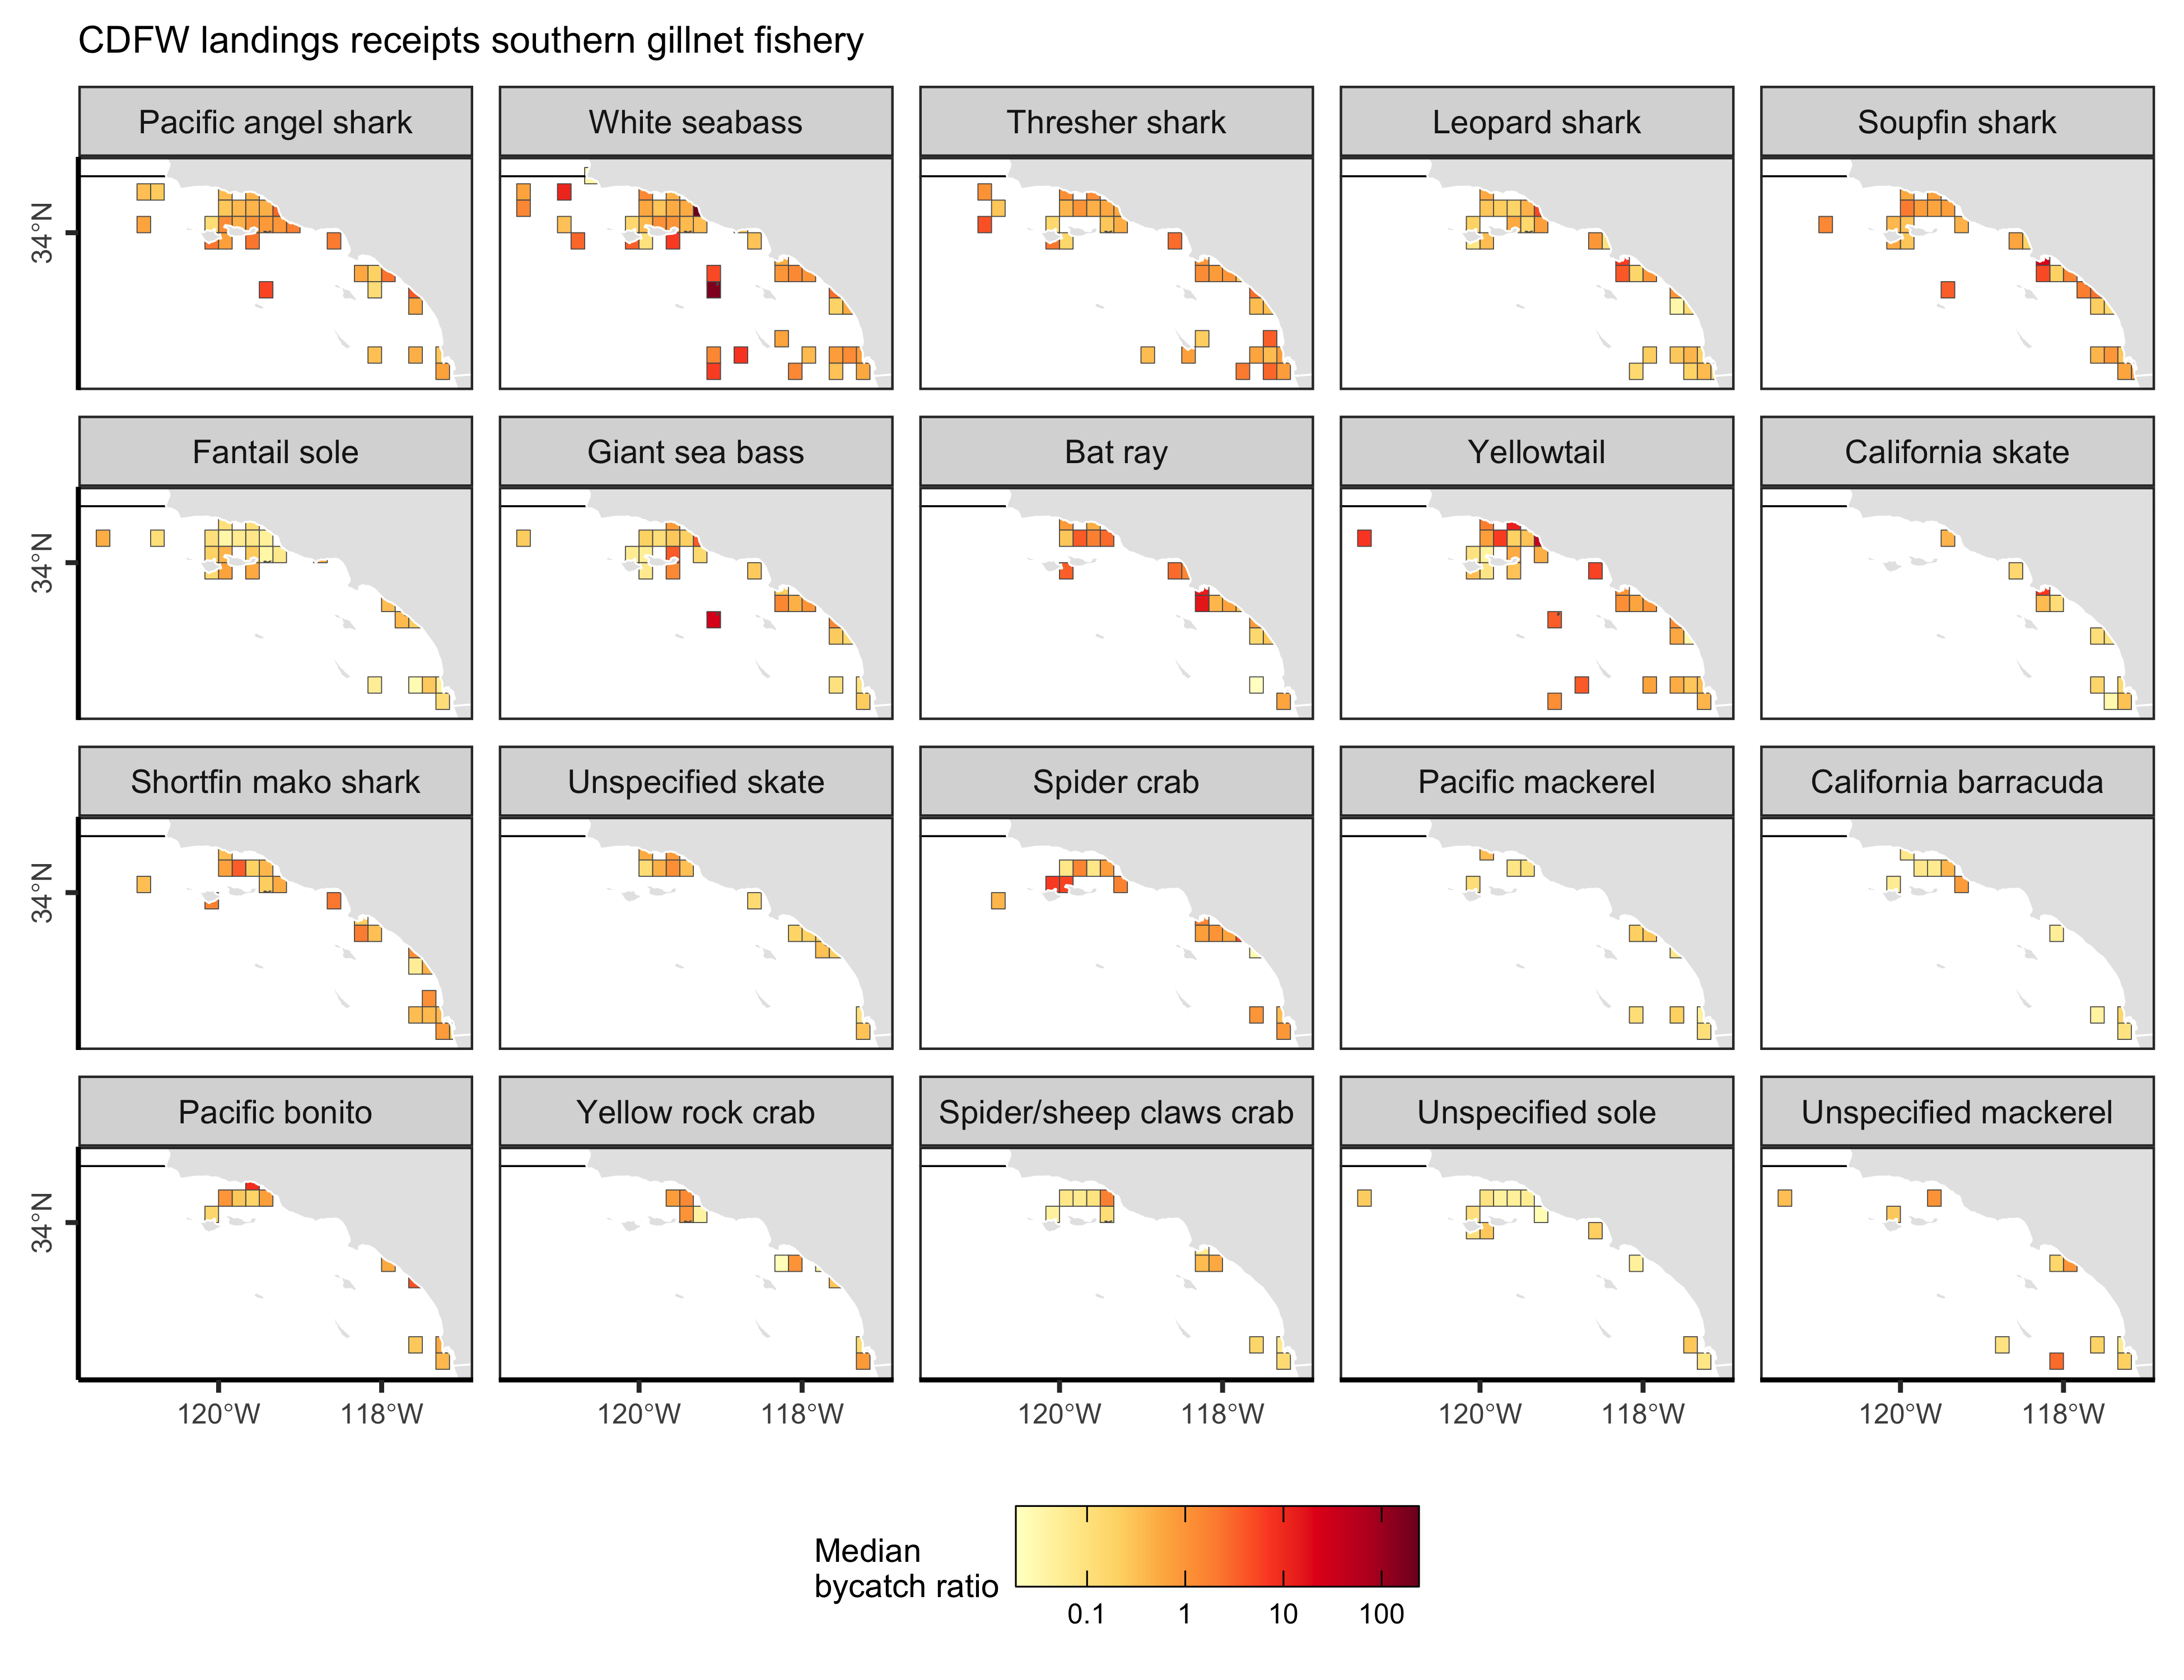 CDFW landings receipts southern gillnet fishery
Pacific angel shark
White seabass
Thresher shark
Leopard shark
Soupfin shark
34°N
Fantail sole
Giant sea bass
Bat ray
Yellowtail
California skate
34°N
Shortfin mako shark
Unspecified skate
Spider crab
Pacific mackerel
California barracuda
34°N
Pacific bonito
Yellow rock crab
Spider/sheep claws crab
Unspecified sole
Unspecified mackerel
34°N
120°W 118°W 120°W 118°W 120°W 118°W 120°W 118°W 120°W 118°W
Median
bycatch ratio
0.1 1 10 100